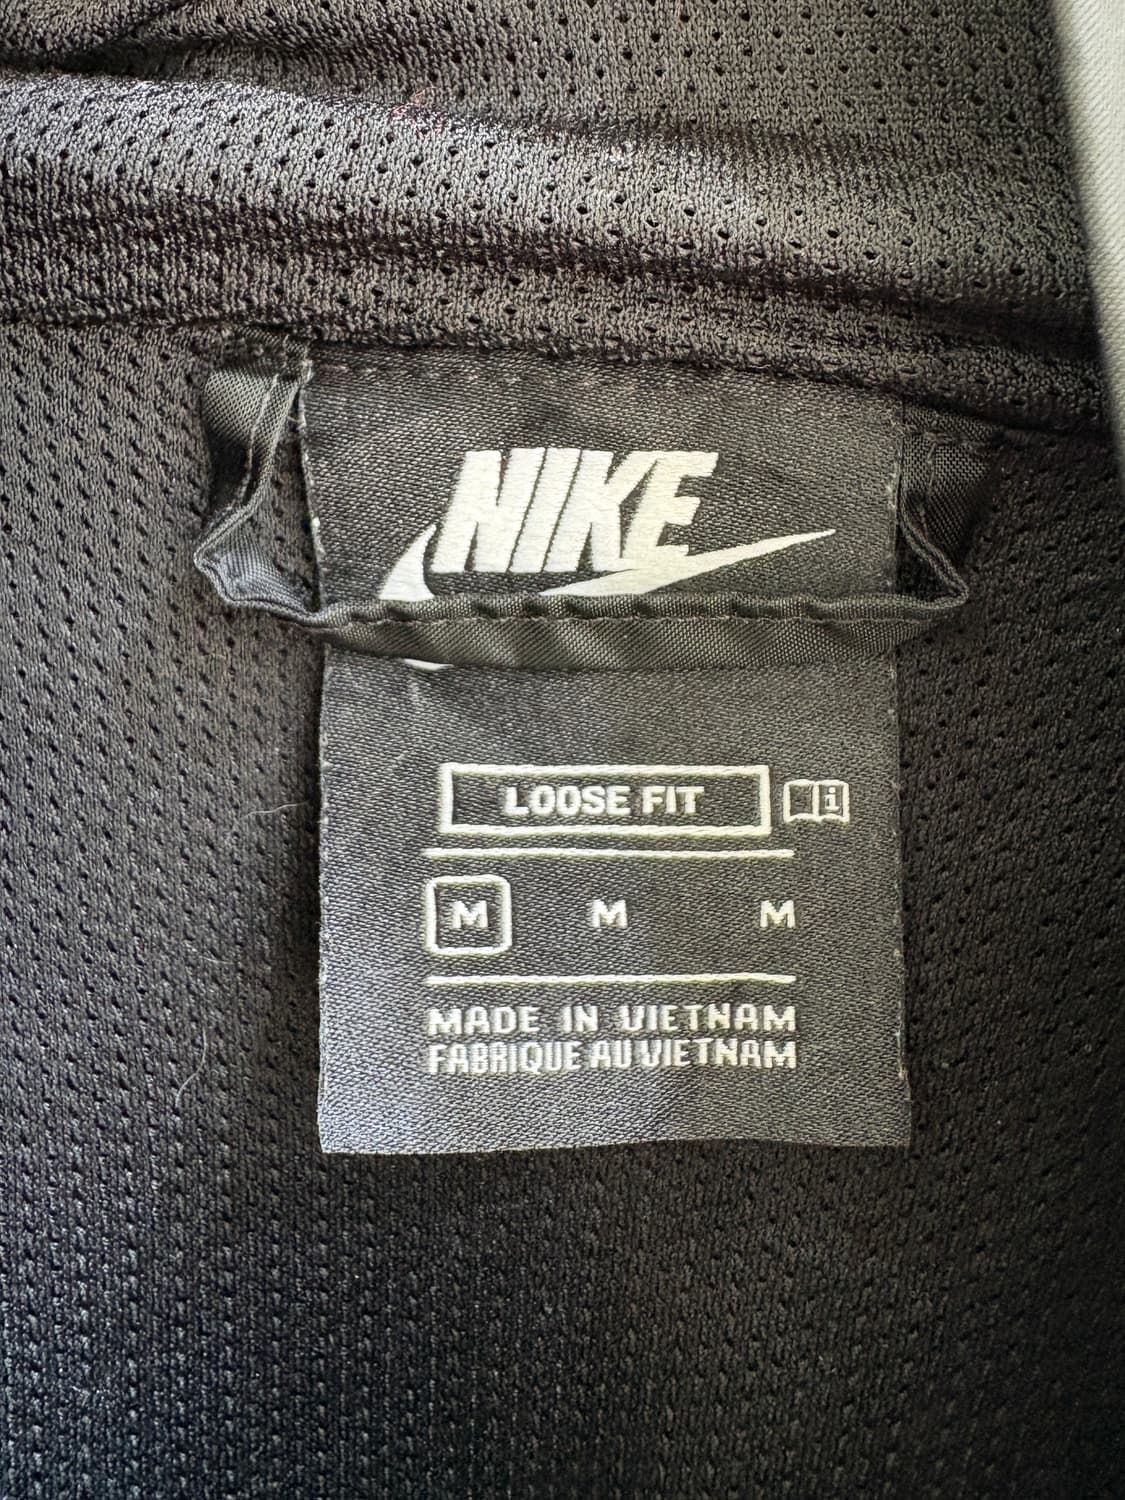 NIKE
LOOSE FIT i
M M M
MADE IN VIETNAM
FABRIQUE AU VIETNAM